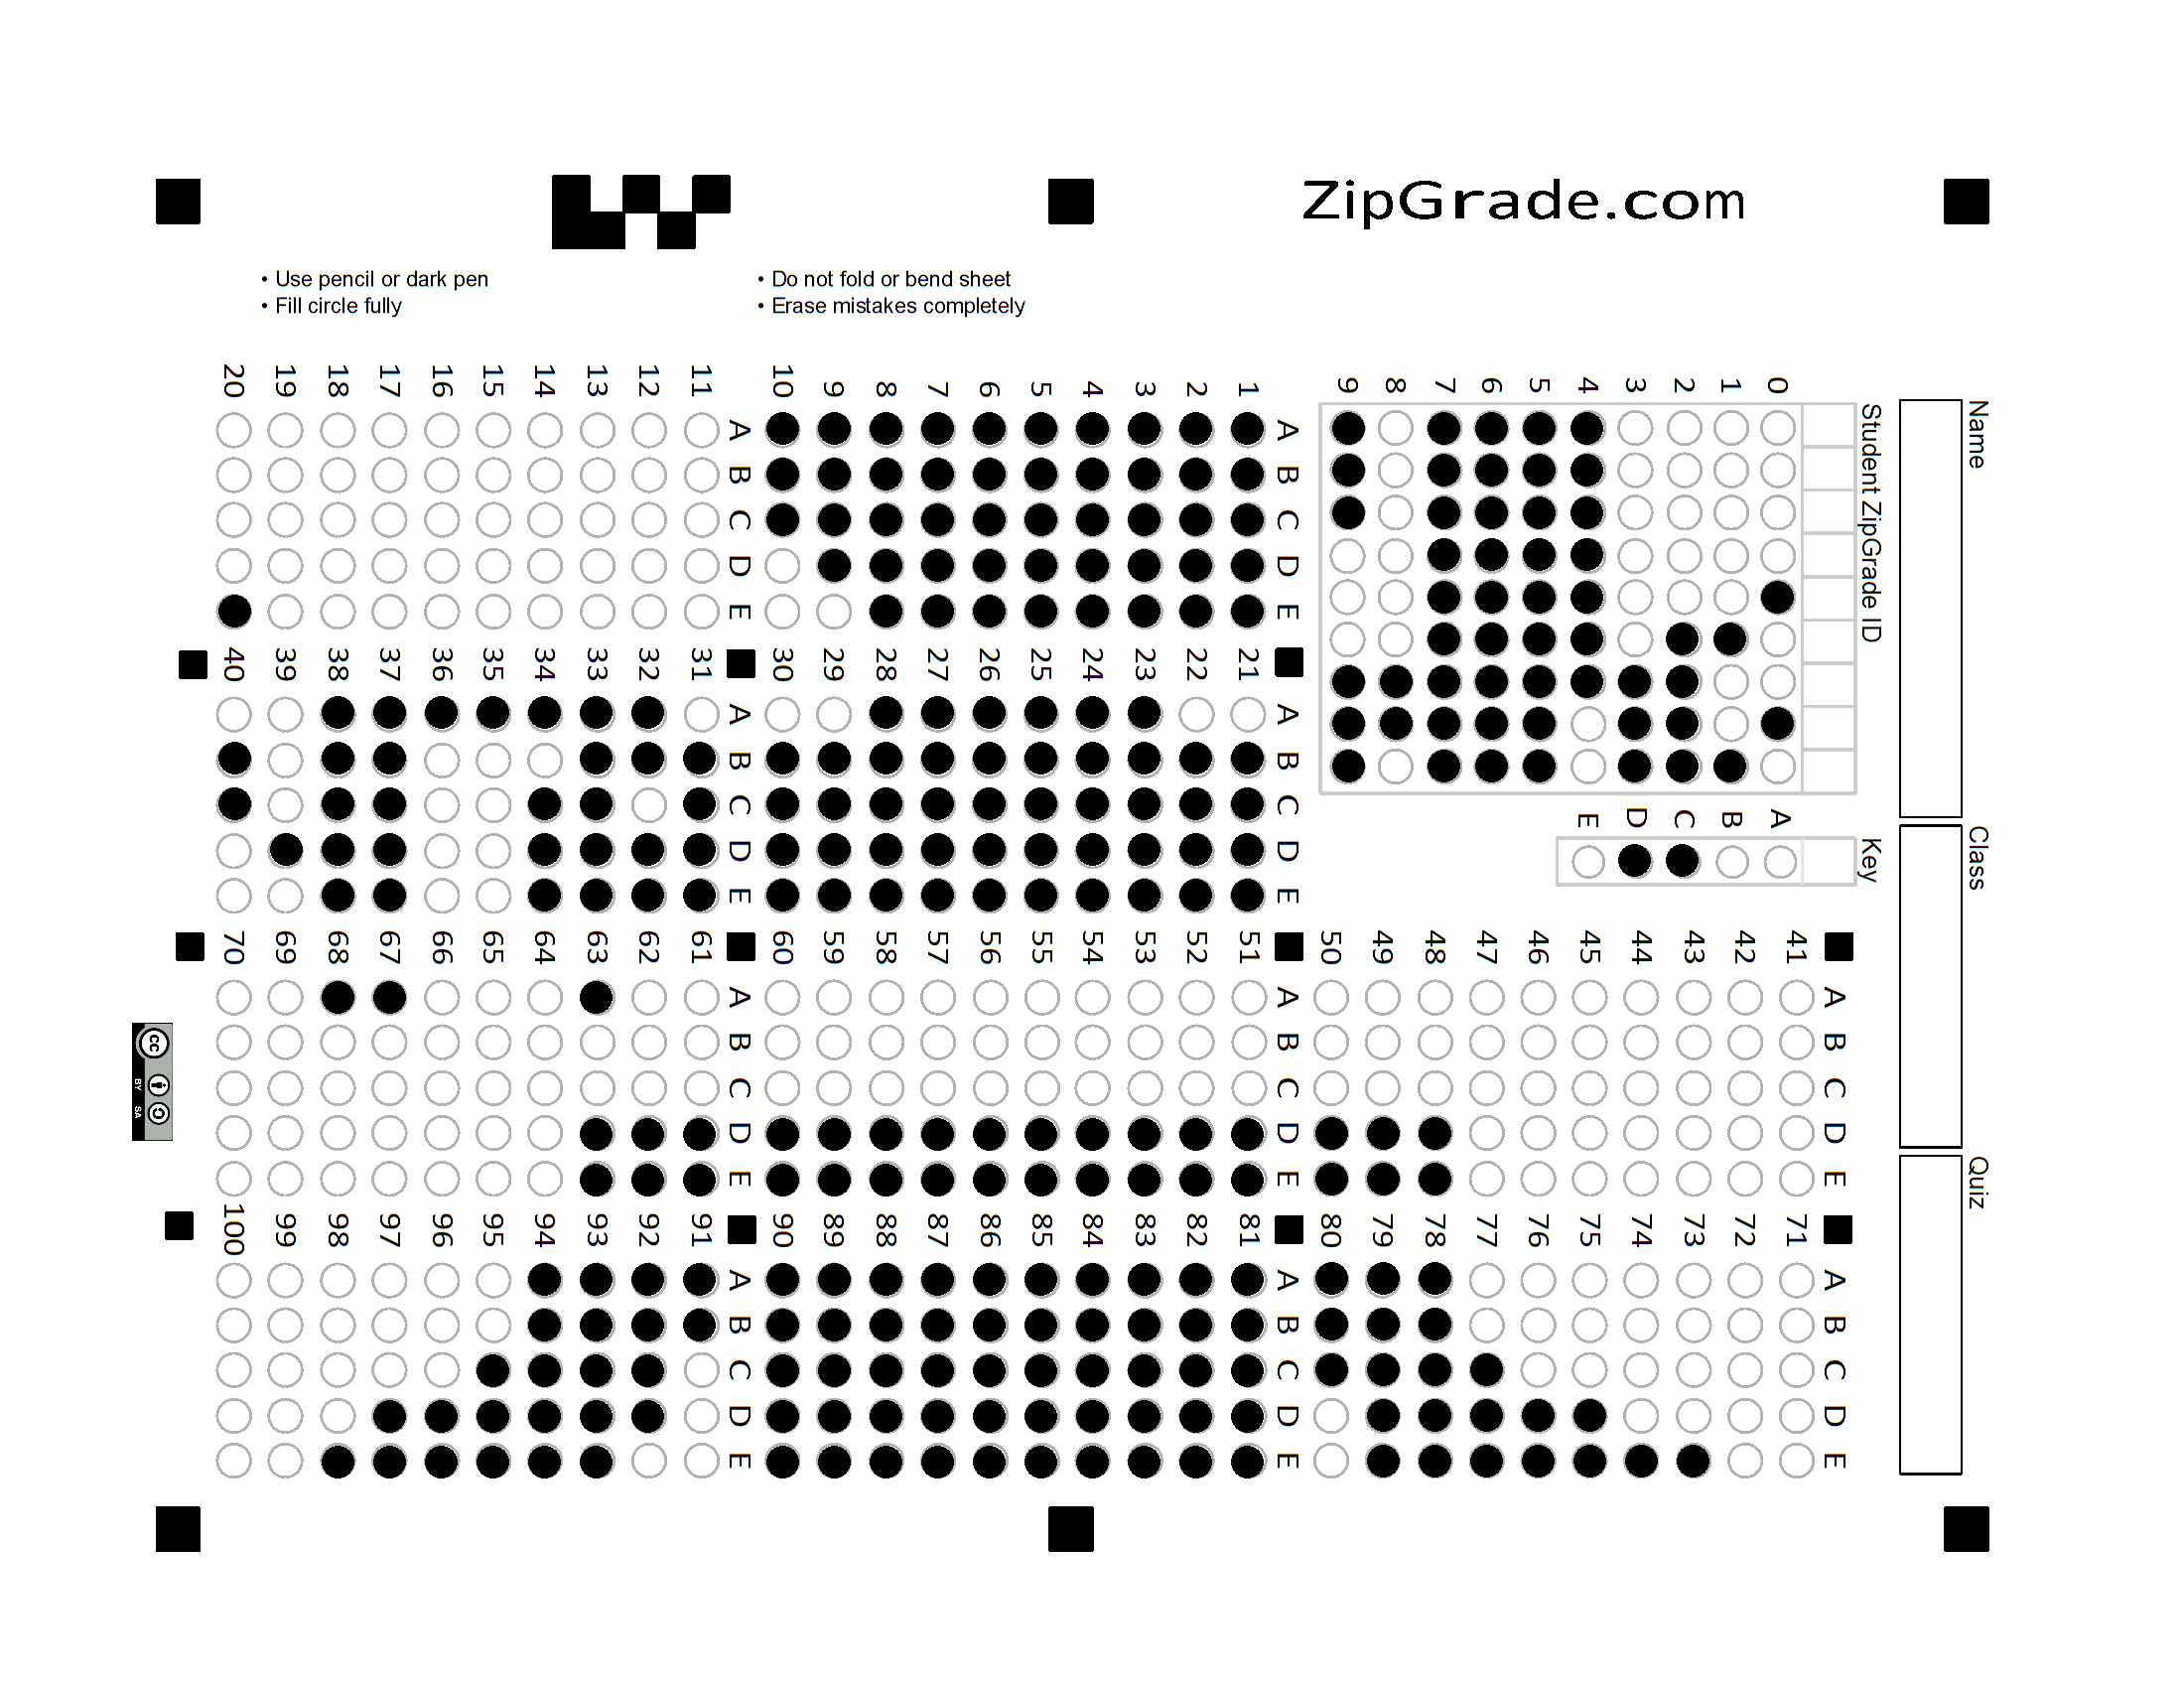 ZipGrade.com
• Use pencil or dark pen
• Fill circle fully
• Do not fold or bend sheet
• Erase mistakes completely
Name
Class
Quiz
Student ZipGrade ID
0 1 2 3 4 5 6 7 8 9
Key
A B C D E
1 2 3 4 5 6 7 8 9 10
A B C D E
11 12 13 14 15 16 17 18 19 20
A B C D E
21 22 23 24 25 26 27 28 29 30
A B C D E
31 32 33 34 35 36 37 38 39 40
A B C D E
41 42 43 44 45 46 47 48 49 50
A B C D E
51 52 53 54 55 56 57 58 59 60
A B C D E
61 62 63 64 65 66 67 68 69 70
A B C D E
71 72 73 74 75 76 77 78 79 80
A B C D E
81 82 83 84 85 86 87 88 89 90
A B C D E
91 92 93 94 95 96 97 98 99 100
A B C D E
cc
BY SA